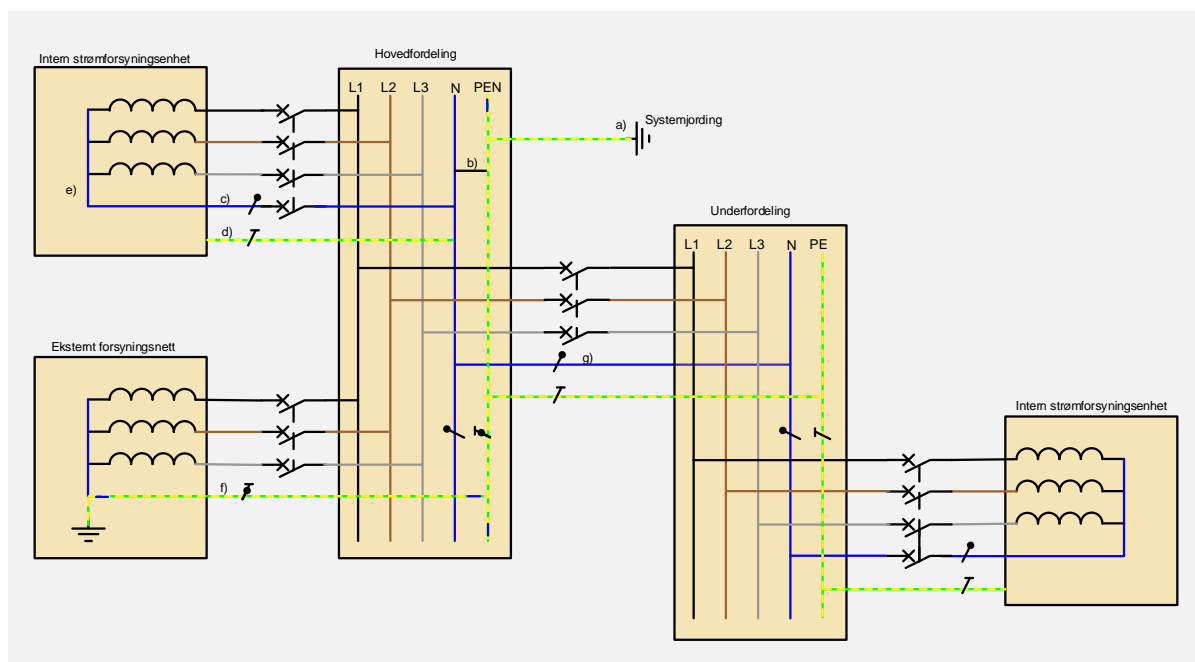 Intern strømforsyningsenhet
Hovedfordeling
L1 L2 L3 N PEN
a) Systemjording
b)
e)
c)
d)
Underfordeling
L1 L2 L3 N PE
Eksternt forsyningsnett
g)
f)
Intern strømforsyningsenhet